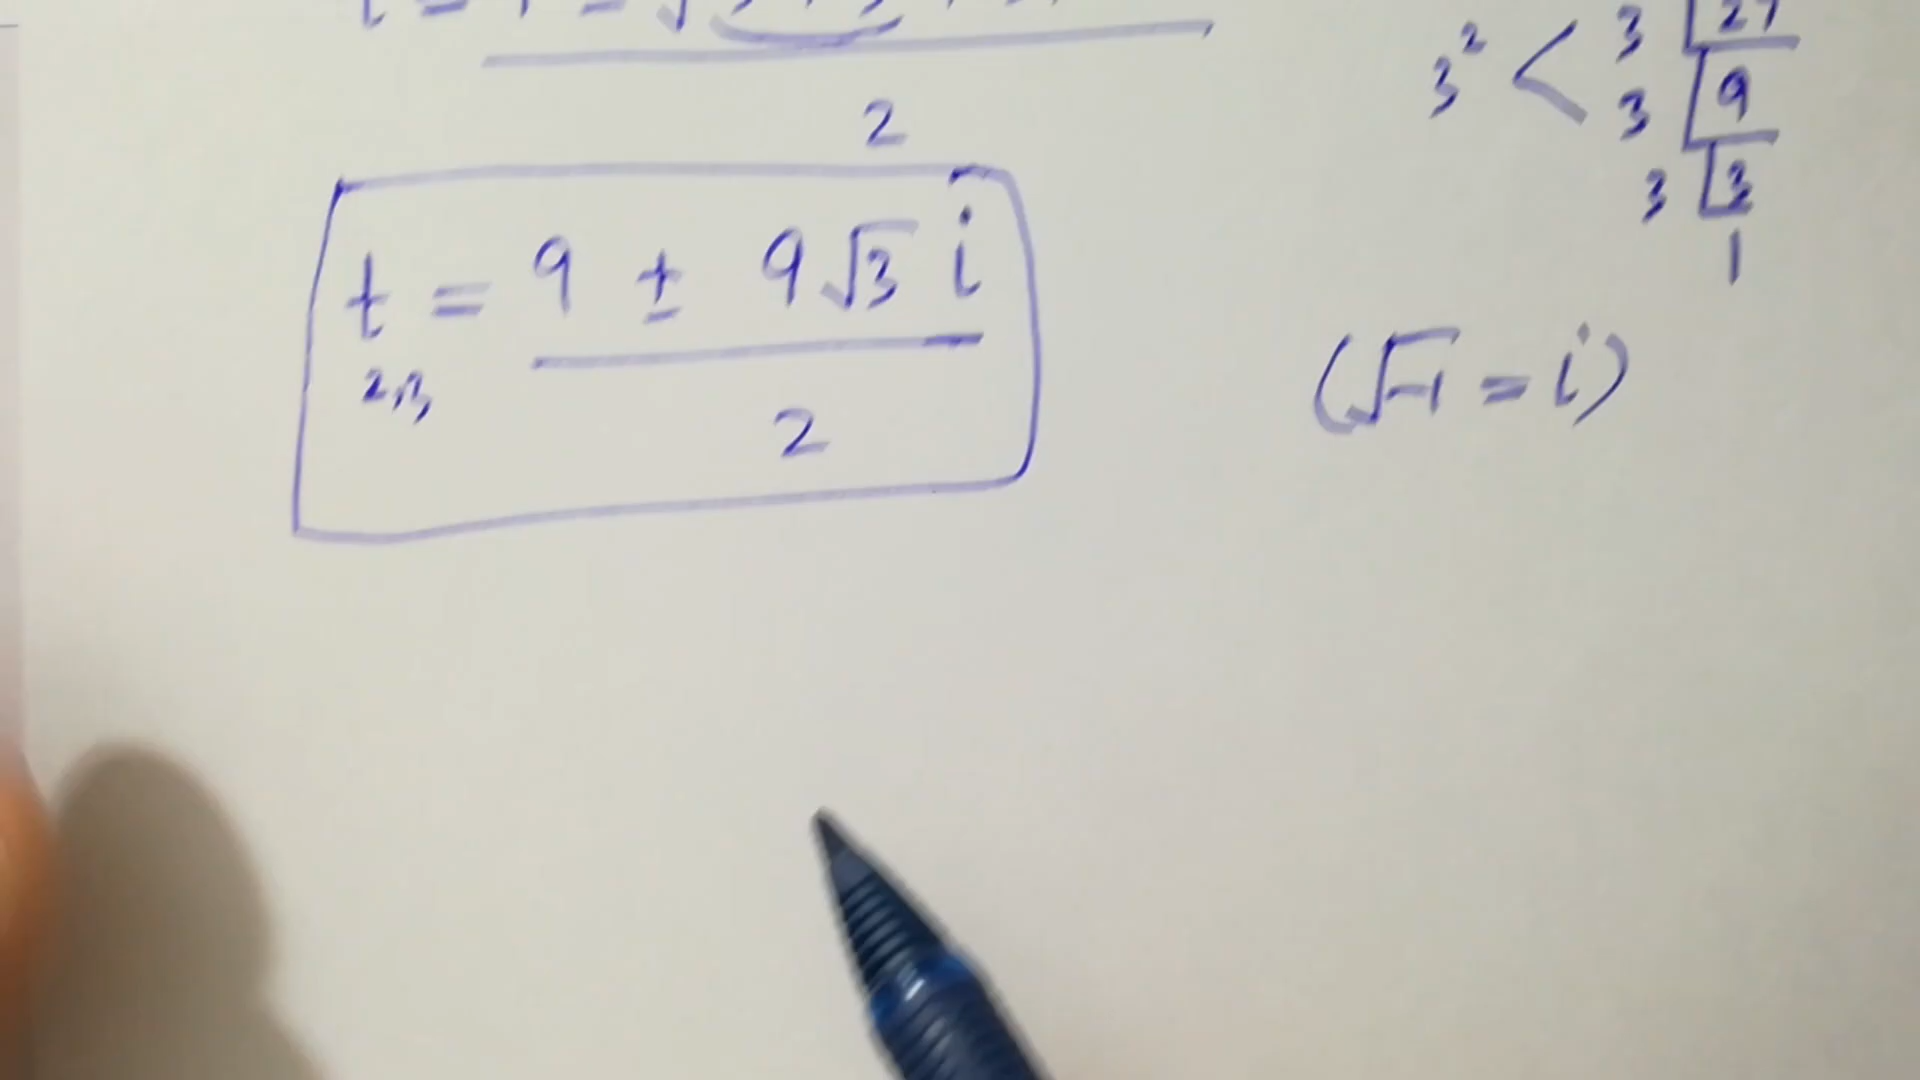 2
t = 9 ± 9√3 i
2,3
2
3² < 3 27
3 9
3 3
1
(√-1 = i)